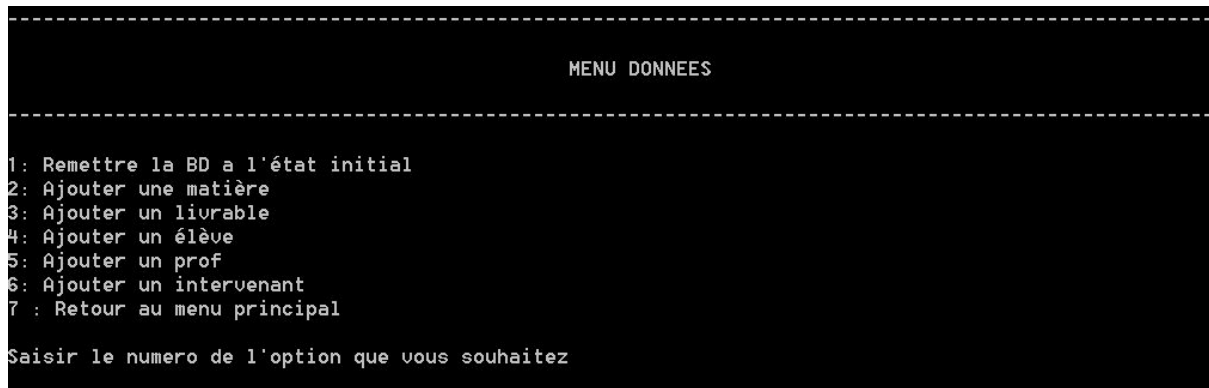 MENU DONNEES
1: Remettre la BD a l'état initial
2: Ajouter une matière
3: Ajouter un livrable
4: Ajouter un élève
5: Ajouter un prof
6: Ajouter un intervenant
7 : Retour au menu principal
Saisir le numero de l'option que vous souhaitez